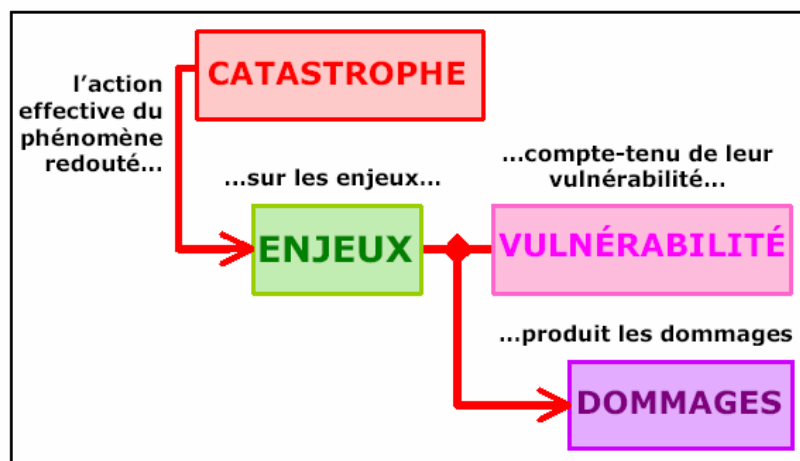 CATASTROPHE
l'action
effective du
phénomène
redouté...
...sur les enjeux...
...compte-tenu de leur
vulnérabilité...
ENJEUX
VULNÉRABILITÉ
...produit les dommages
DOMMAGES